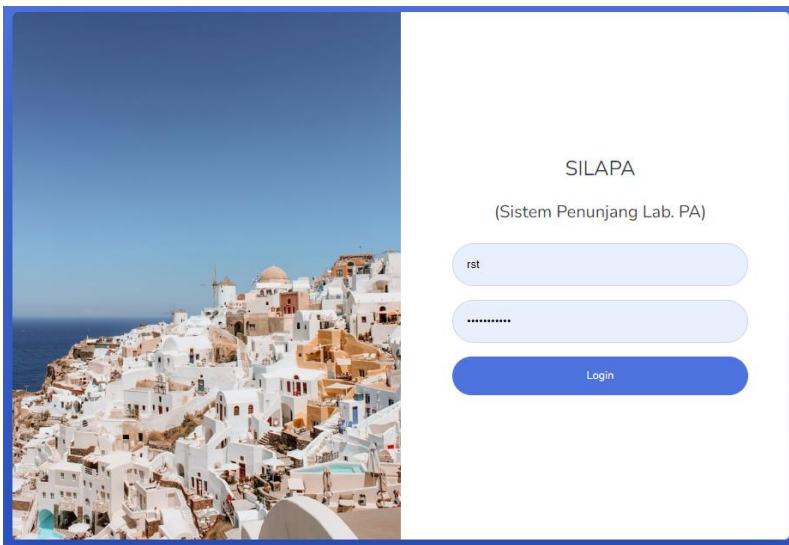 SILAPA
(Sistem Penunjang Lab. PA)
rst
•••••••••••
Login